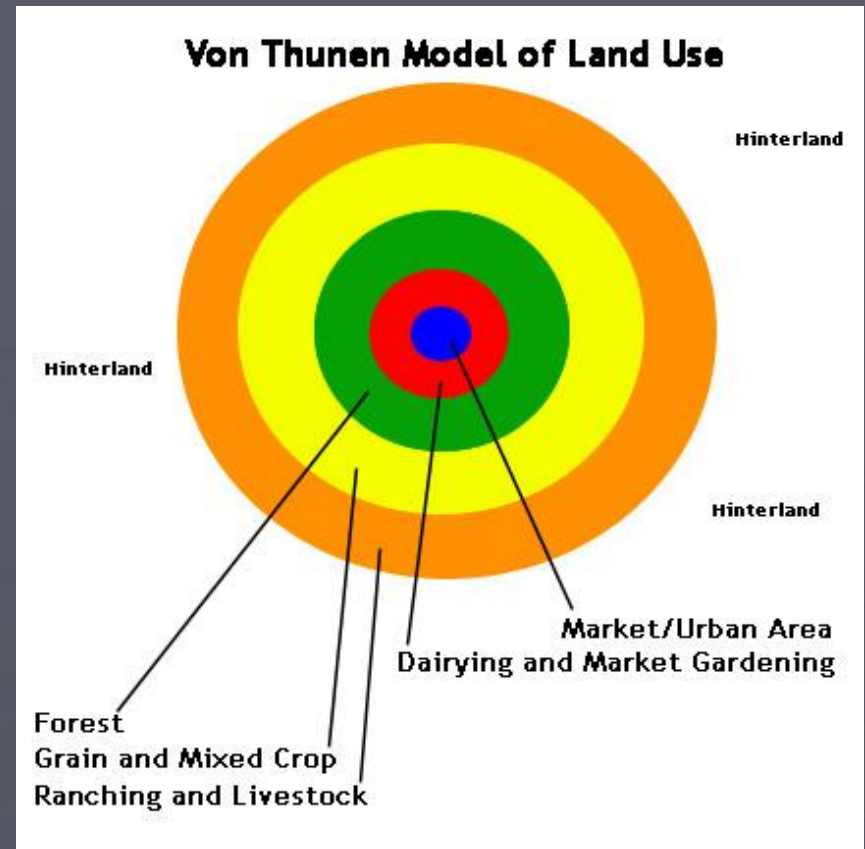 Von Thunen Model of Land Use
Hinterland
Hinterland
Hinterland
Market/Urban Area
Dairying and Market Gardening
Forest
Grain and Mixed Crop
Ranching and Livestock